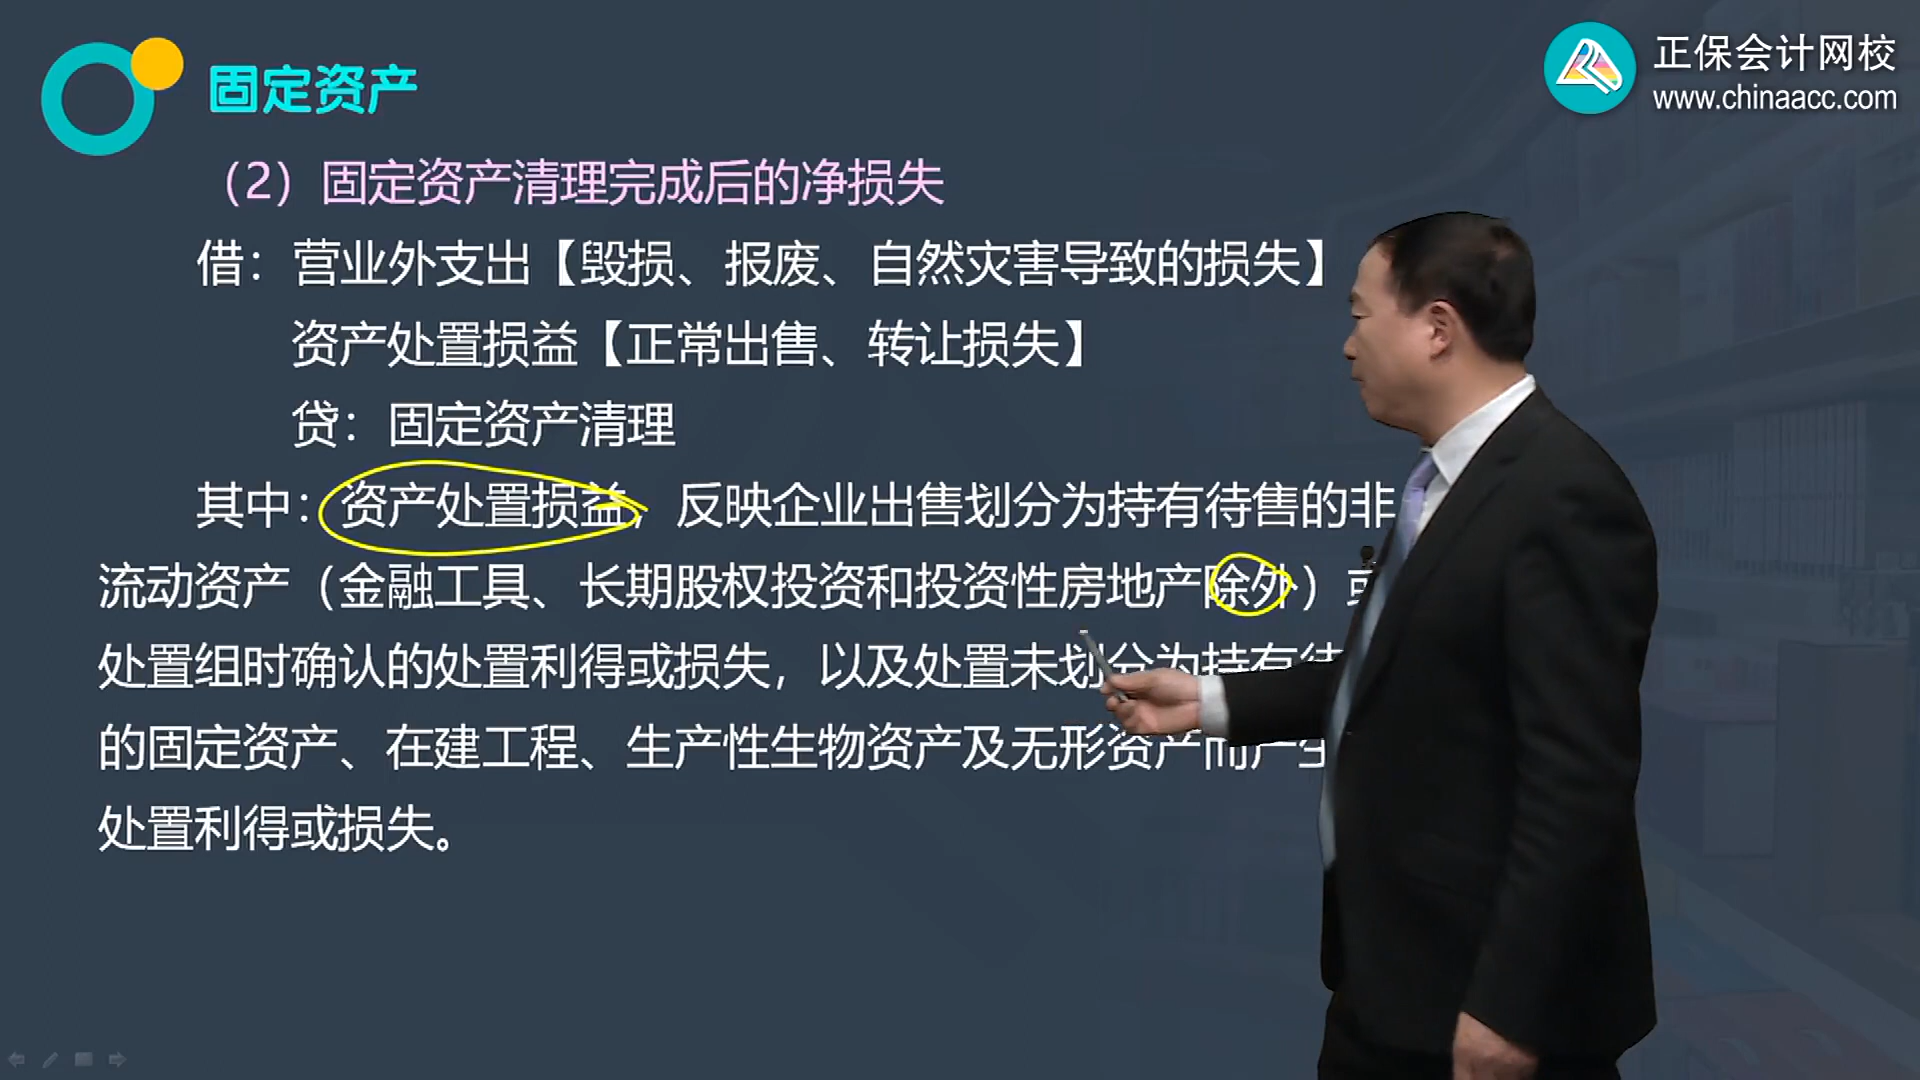 固定资产
正保会计网校
www.chinaacc.com
（2）固定资产清理完成后的净损失
借：营业外支出【毁损、报废、自然灾害导致的损失】
资产处置损益【正常出售、转让损失】
贷：固定资产清理
其中：资产处置损益，反映企业出售划分为持有待售的非
流动资产（金融工具、长期股权投资和投资性房地产除外）
处置组时确认的处置利得或损失，以及处置未划分为持有
的固定资产、在建工程、生产性生物资产及无形资产而产
处置利得或损失。